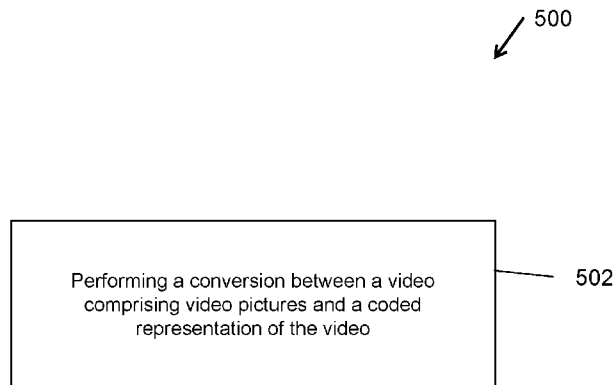 500
Performing a conversion between a video
comprising video pictures and a coded
representation of the video
502